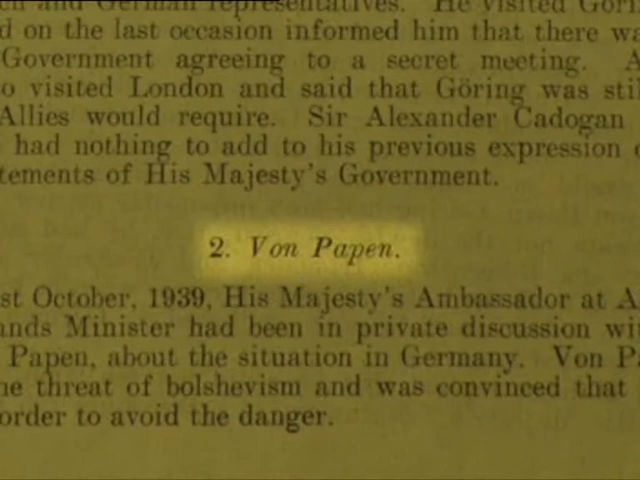 and German representatives. He visited Göri
d on the last occasion informed him that there wa
Government agreeing to a secret meeting. A
o visited London and said that Göring was stil
Allies would require. Sir Alexander Cadogan
had nothing to add to his previous expression o
tements of His Majesty's Government.
2. Von Papen.
st October, 1939, His Majesty's Ambassador at A
ands Minister had been in private discussion wi
Papen, about the situation in Germany. Von Pa
he threat of bolshevism and was convinced that
order to avoid the danger.